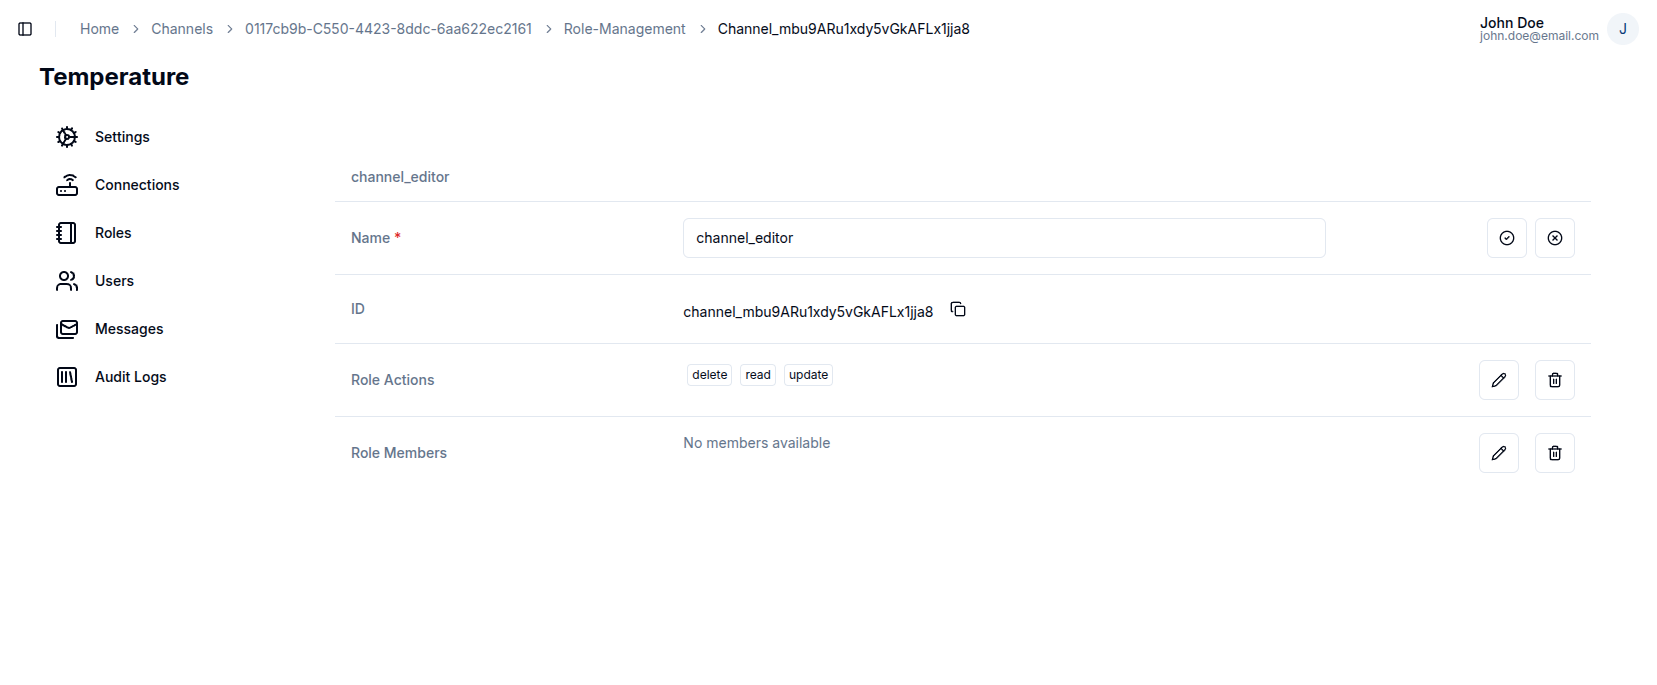 Home > Channels > 0117cb9b-C550-4423-8ddc-6aa622ec2161 > Role-Management > Channel_mbu9ARu1xdy5vGkAFLx1jja8
John Doe
john.doe@email.com
J
Temperature
Settings
Connections
Roles
Users
Messages
Audit Logs
channel_editor
Name *
channel_editor
ID
channel_mbu9ARu1xdy5vGkAFLx1jja8
Role Actions
delete read update
Role Members
No members available